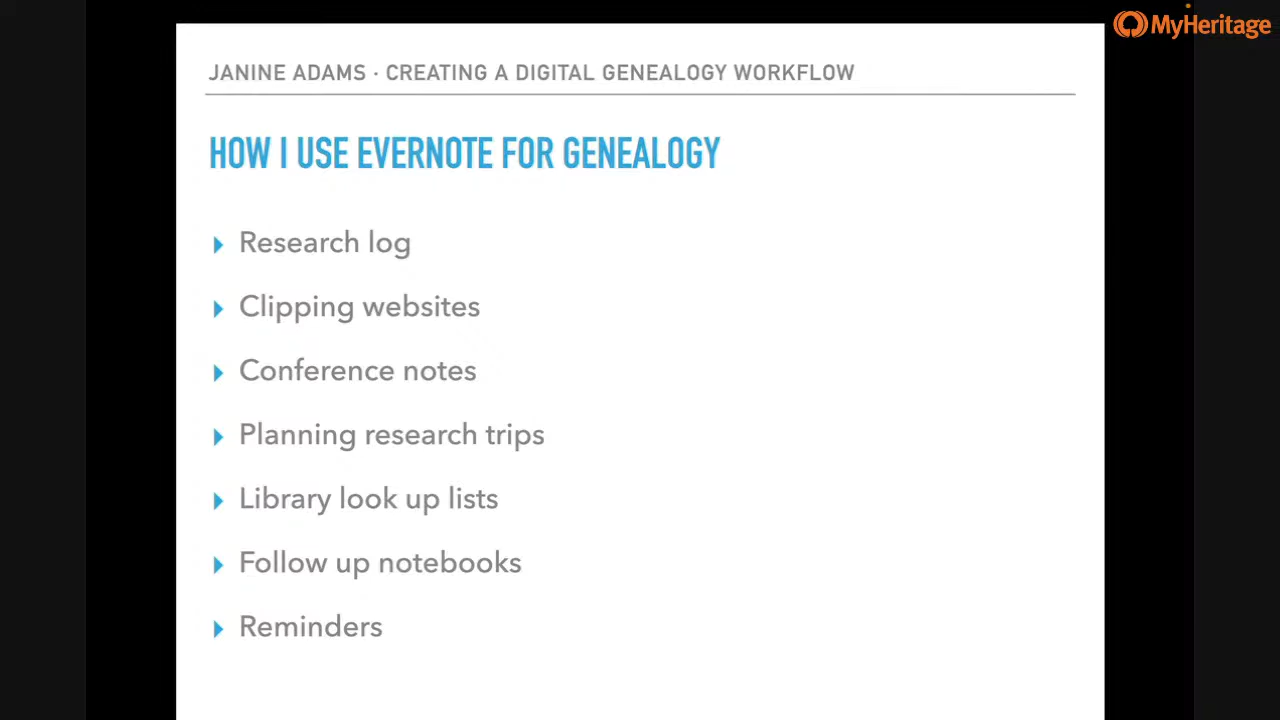 MyHeritage
JANINE ADAMS · CREATING A DIGITAL GENEALOGY WORKFLOW
HOW I USE EVERNOTE FOR GENEALOGY
Research log
Clipping websites
Conference notes
Planning research trips
Library look up lists
Follow up notebooks
Reminders